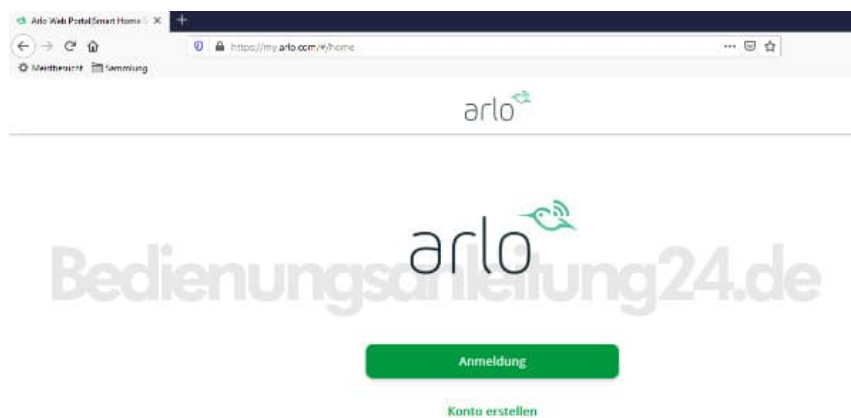 Arlo Web Portal|Smart Home S
https://my.arlo.com/#/home
Meistbesucht Sammlung
arlo
arlo
Bedienungsanleitung24.de
Anmeldung
Konto erstellen